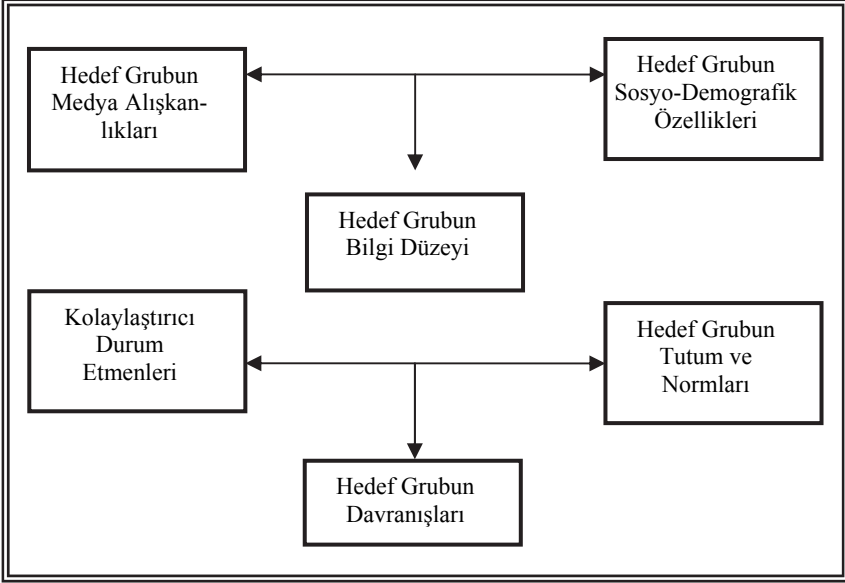 Hedef Grubun
Medya Alışkan-
lıkları
Hedef Grubun
Sosyo-Demografik
Özellikleri
Hedef Grubun
Bilgi Düzeyi
Kolaylaştırıcı
Durum
Etmenleri
Hedef Grubun
Tutum ve
Normları
Hedef Grubun
Davranışları